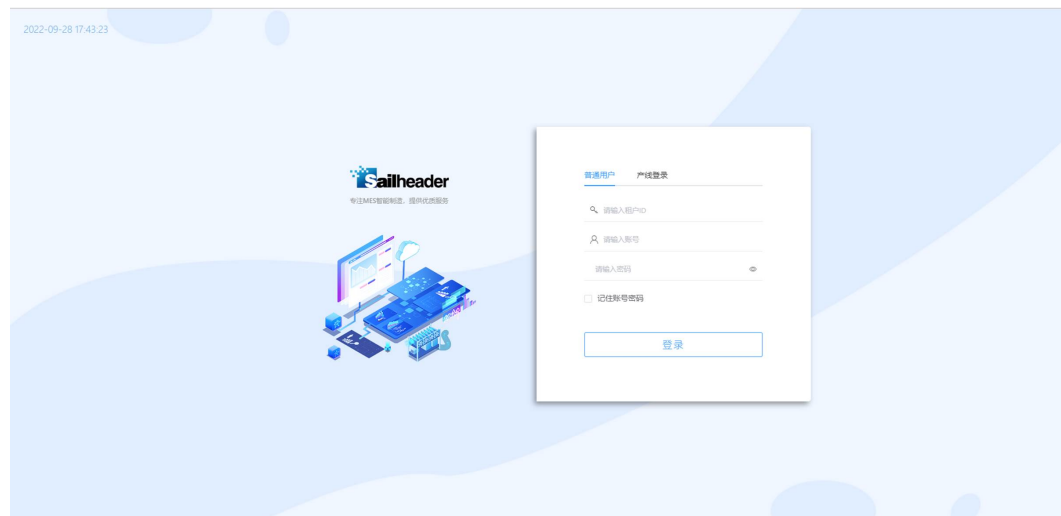 2022-09-28 17:43:23
Sailheader
专注MES智能制造，提供优质服务
普通用户 产线登录
请输入租户ID
请输入账号
请输入密码
记住账号密码
登录